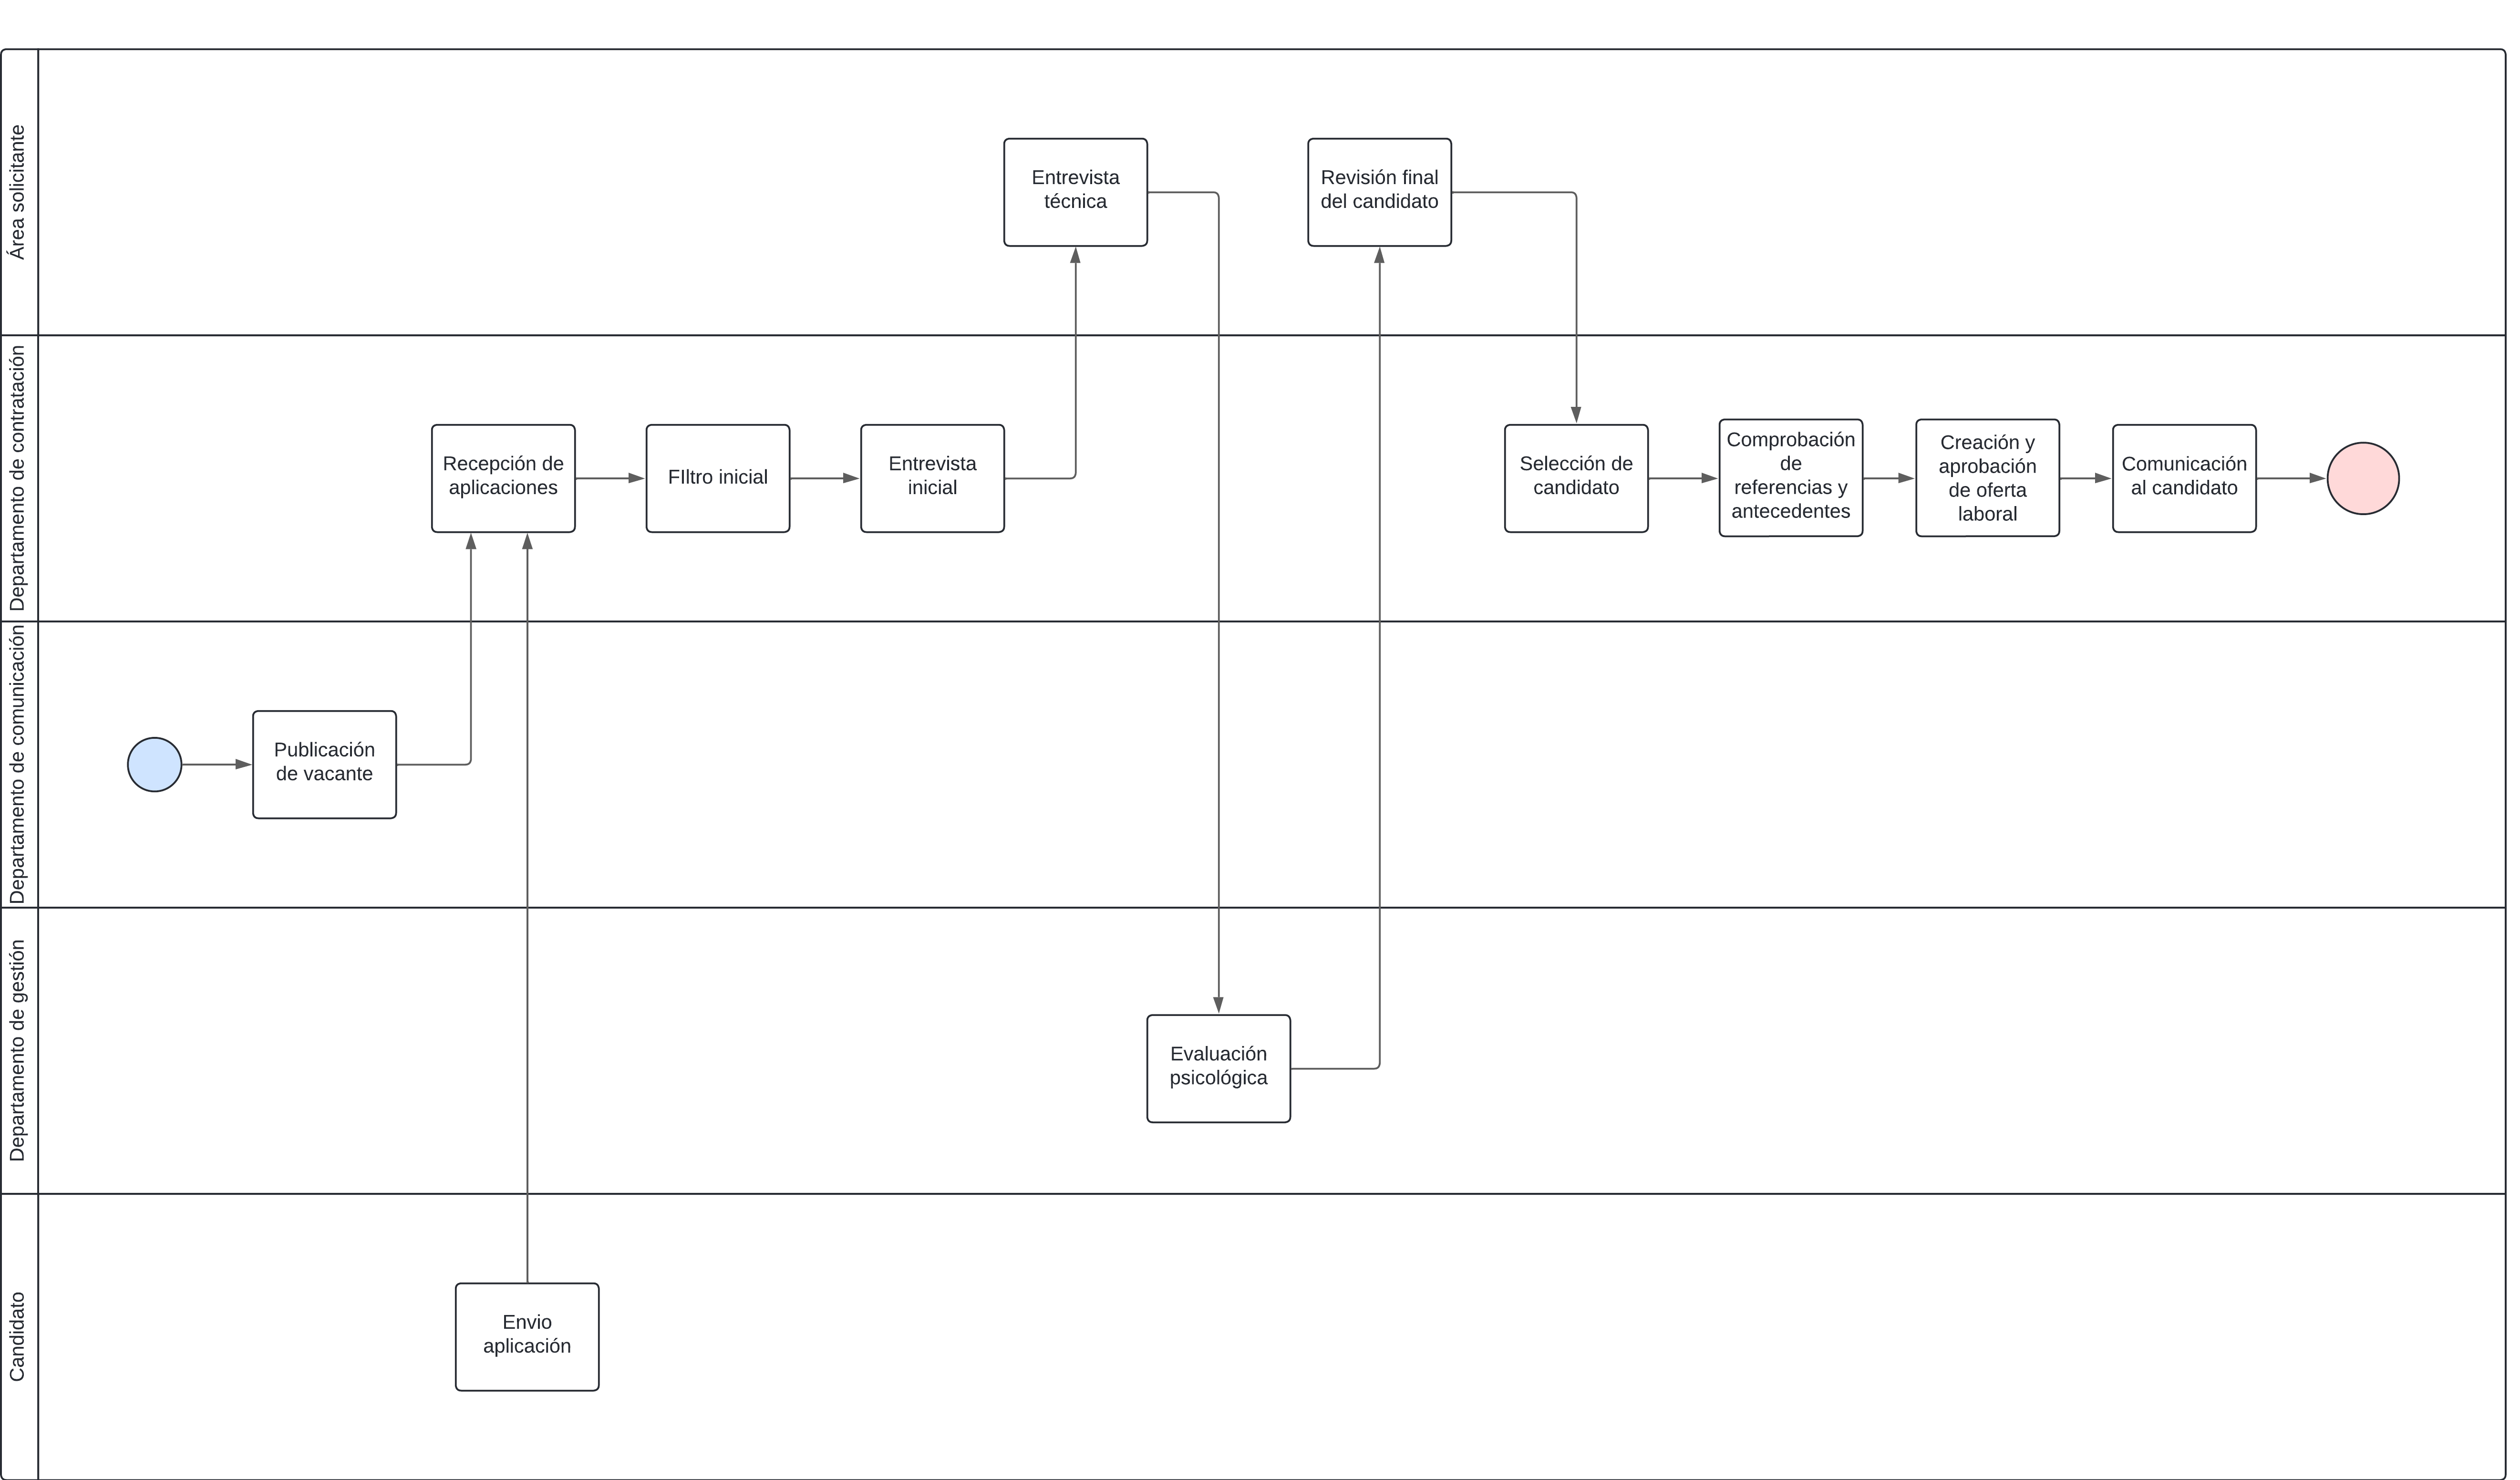 Área solicitante
Entrevista
técnica
Revisión final
del candidato
Departamento de contratación
Recepción de
aplicaciones
FIltro inicial
Entrevista
inicial
Selección de
candidato
Comprobación
de
referencias y
antecedentes
Creación y
aprobación
de oferta
laboral
Comunicación
al candidato
Departamento de comunicación
Publicación
de vacante
Departamento de gestión
Evaluación
psicológica
Candidato
Envio
aplicación